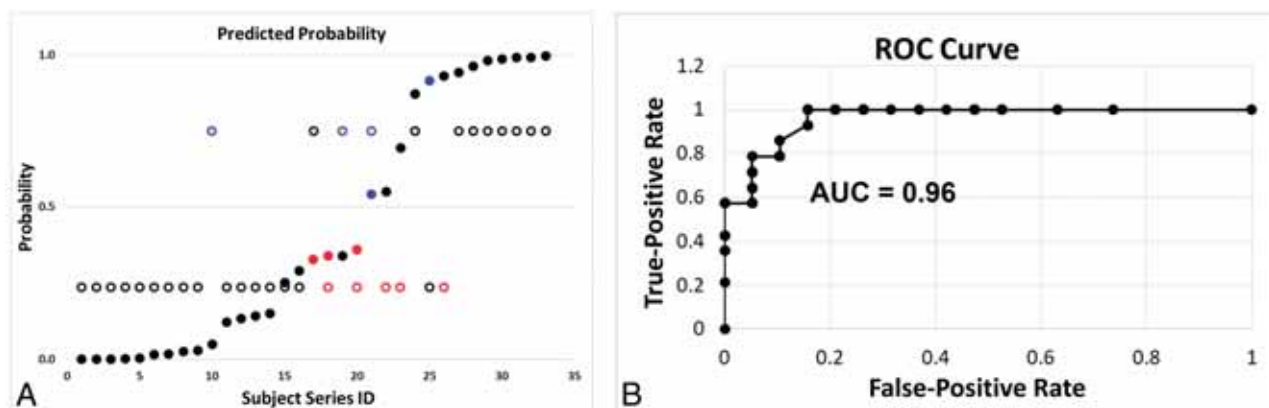 Predicted Probability
1.0
0.5
0.0
Probability
0 5 10 15 20 25 30 35
Subject Series ID
A
ROC Curve
1.2
1
0.8
0.6
0.4
0.2
0
True-Positive Rate
AUC = 0.96
0 0.2 0.4 0.6 0.8 1
False-Positive Rate
B